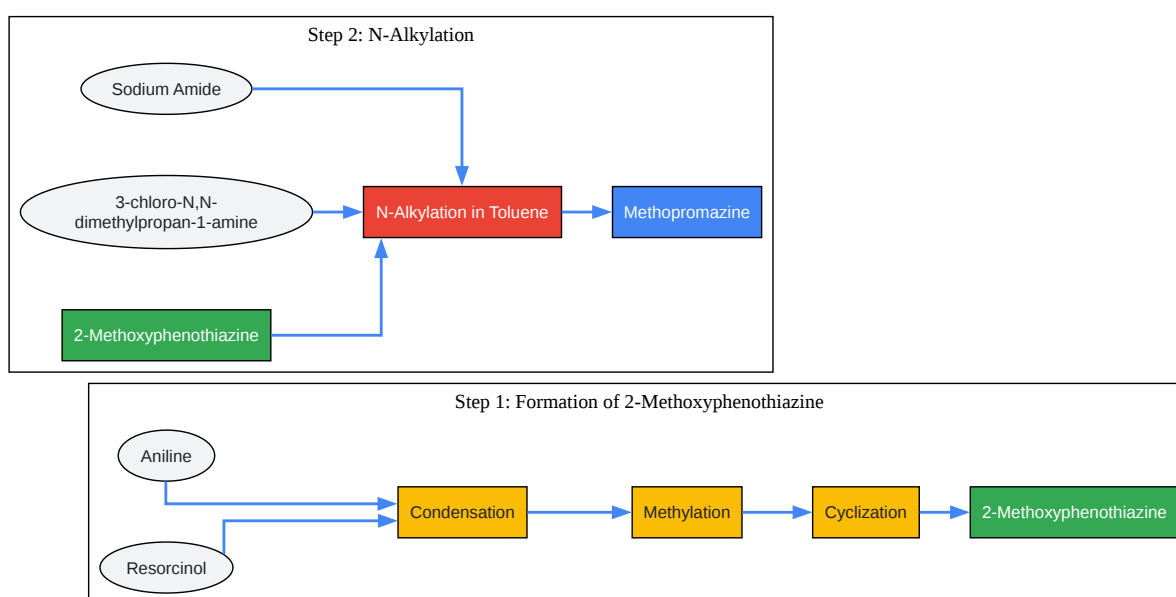 Step 2: N-Alkylation
Sodium Amide
3-chloro-N,N-
dimethylpropan-1-amine
N-Alkylation in Toluene
Methopromazine
2-Methoxyphenothiazine
Step 1: Formation of 2-Methoxyphenothiazine
Aniline
Condensation
Methylation
Cyclization
2-Methoxyphenothiazine
Resorcinol